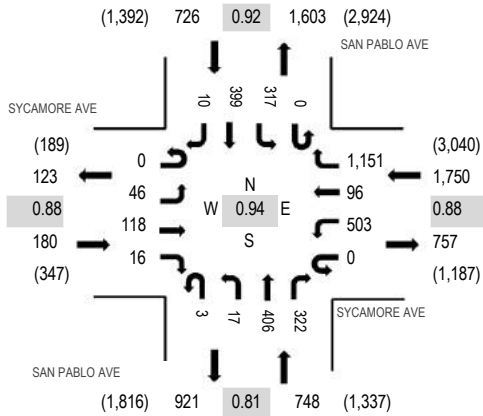 (1,392) 726 0.92 1,603 (2,924)
SAN PABLO AVE
SYCAMORE AVE
10 399 317 0
(189)
123
0.88
180
(347)
0
46
118
16
N
W 0.94 E
S
1,151
96
503
0
(3,040)
1,750
0.88
757
(1,187)
3 17 406 322
SYCAMORE AVE
SAN PABLO AVE
(1,816) 921 0.81 748 (1,337)